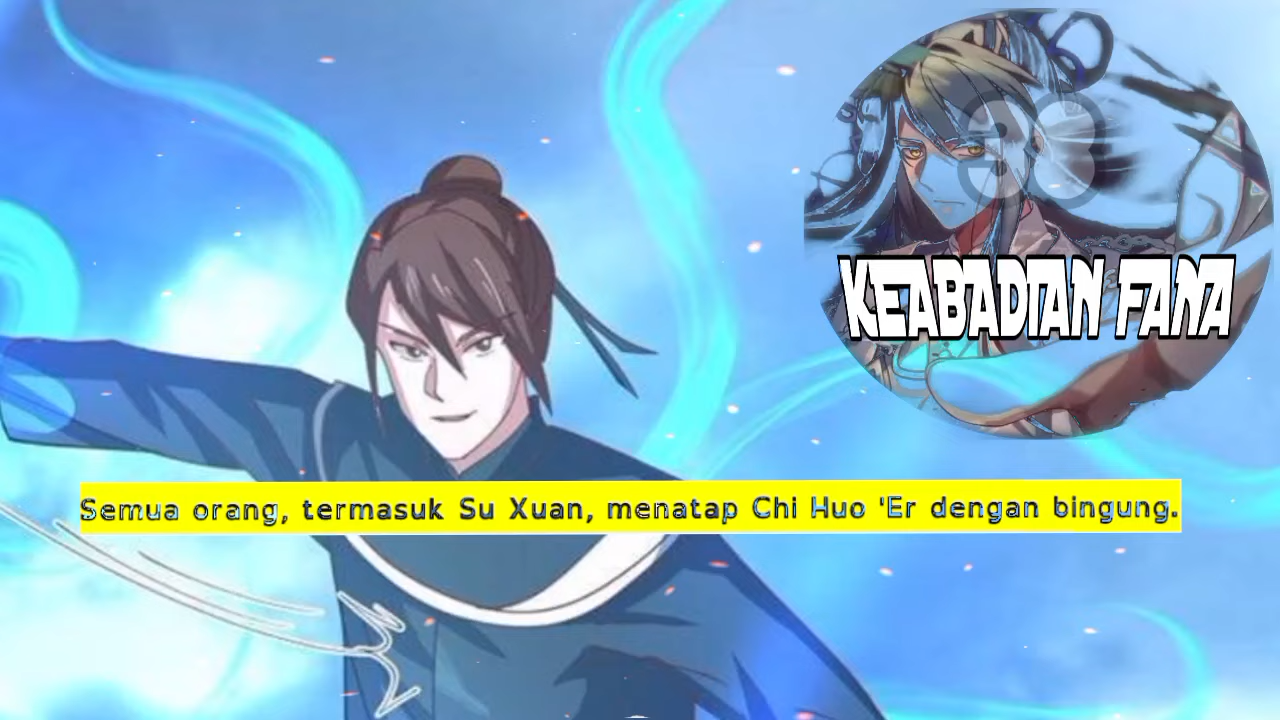 KEABADIAN FANA
Semua orang, termasuk Su Xuan, menatap Chi Huo 'Er dengan bingung.